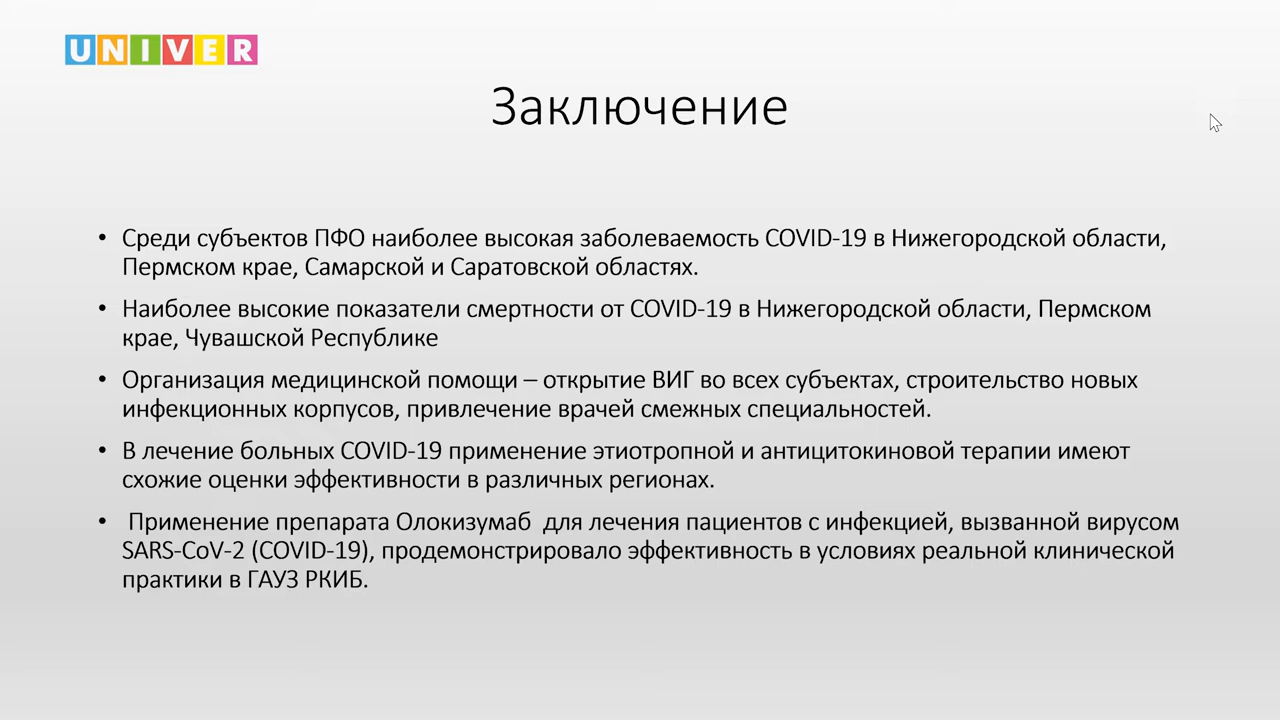 UNIVER
Заключение
• Среди субъектов ПФО наиболее высокая заболеваемость COVID-19 в Нижегородской области,
Пермском крае, Самарской и Саратовской областях.
• Наиболее высокие показатели смертности от COVID-19 в Нижегородской области, Пермском
крае, Чувашской Республике
• Организация медицинской помощи – открытие ВИГ во всех субъектах, строительство новых
инфекционных корпусов, привлечение врачей смежных специальностей.
• В лечение больных COVID-19 применение этиотропной и антицитокиновой терапии имеют
схожие оценки эффективности в различных регионах.
• Применение препарата Олокизумаб для лечения пациентов с инфекцией, вызванной вирусом
SARS-CoV-2 (COVID-19), продемонстрировало эффективность в условиях реальной клинической
практики в ГАУЗ РКИБ.